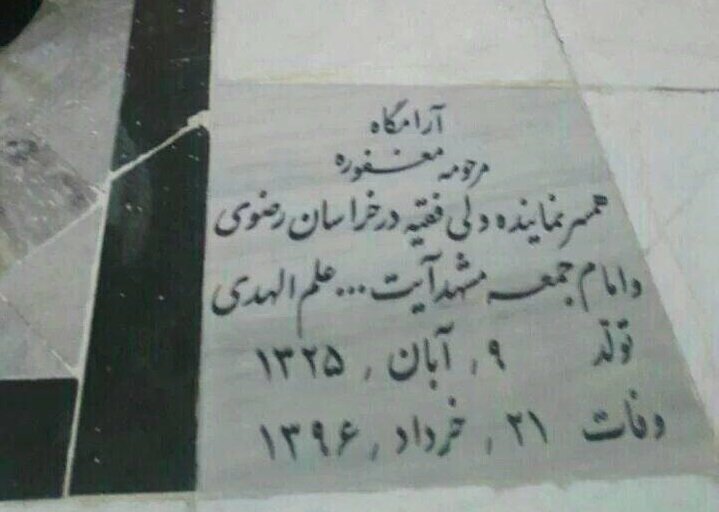 آرامگاه
مرحومه مغفوره
همسر نماینده ولی فقیه در خراسان رضوی
و امام جمعه مشهد آیت ... علم الهدی
تولد ۹ , آبان , ۱۳۲۵
وفات ۲۱ , خرداد , ۱۳۹۶